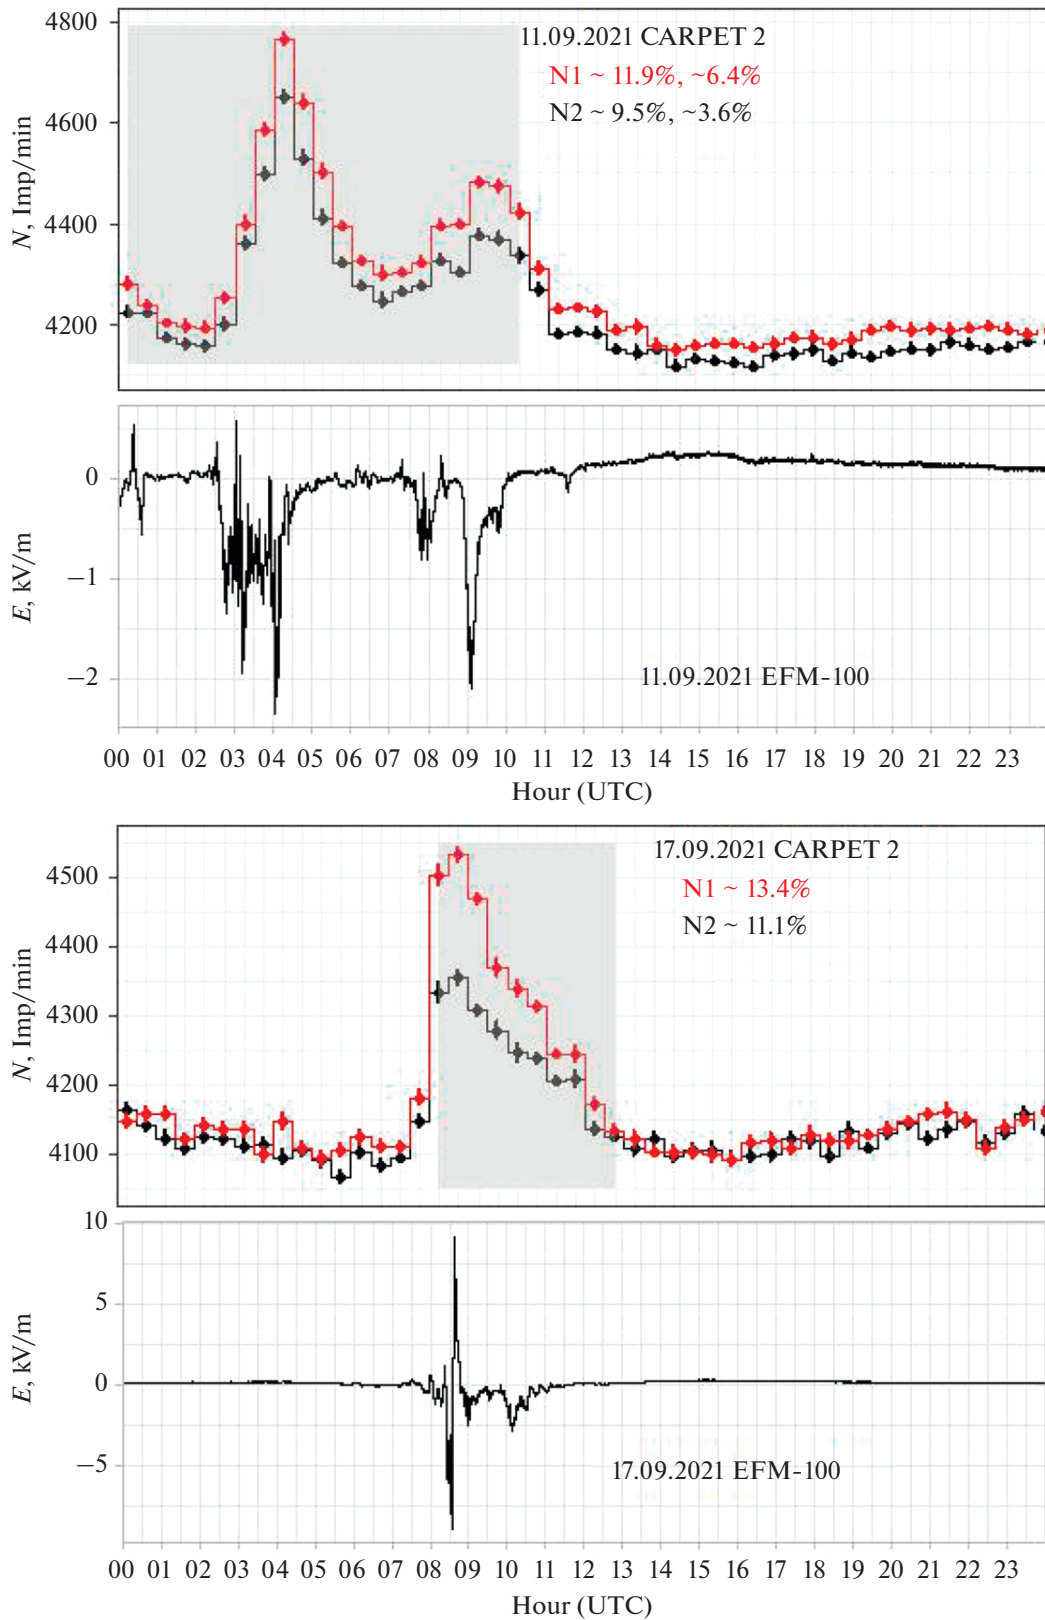 4800
4600
4400
4200
N, Imp/min
11.09.2021 CARPET 2
N1 ~ 11.9%, ~6.4%
N2 ~ 9.5%, ~3.6%
0
−1
−2
E, kV/m
11.09.2021 EFM-100
00 01 02 03 04 05 06 07 08 09 10 11 12 13 14 15 16 17 18 19 20 21 22 23
Hour (UTC)
4500
4400
4300
4200
4100
N, Imp/min
17.09.2021 CARPET 2
N1 ~ 13.4%
N2 ~ 11.1%
10
5
0
−5
E, kV/m
17.09.2021 EFM-100
00 01 02 03 04 05 06 07 08 09 10 11 12 13 14 15 16 17 18 19 20 21 22 23
Hour (UTC)